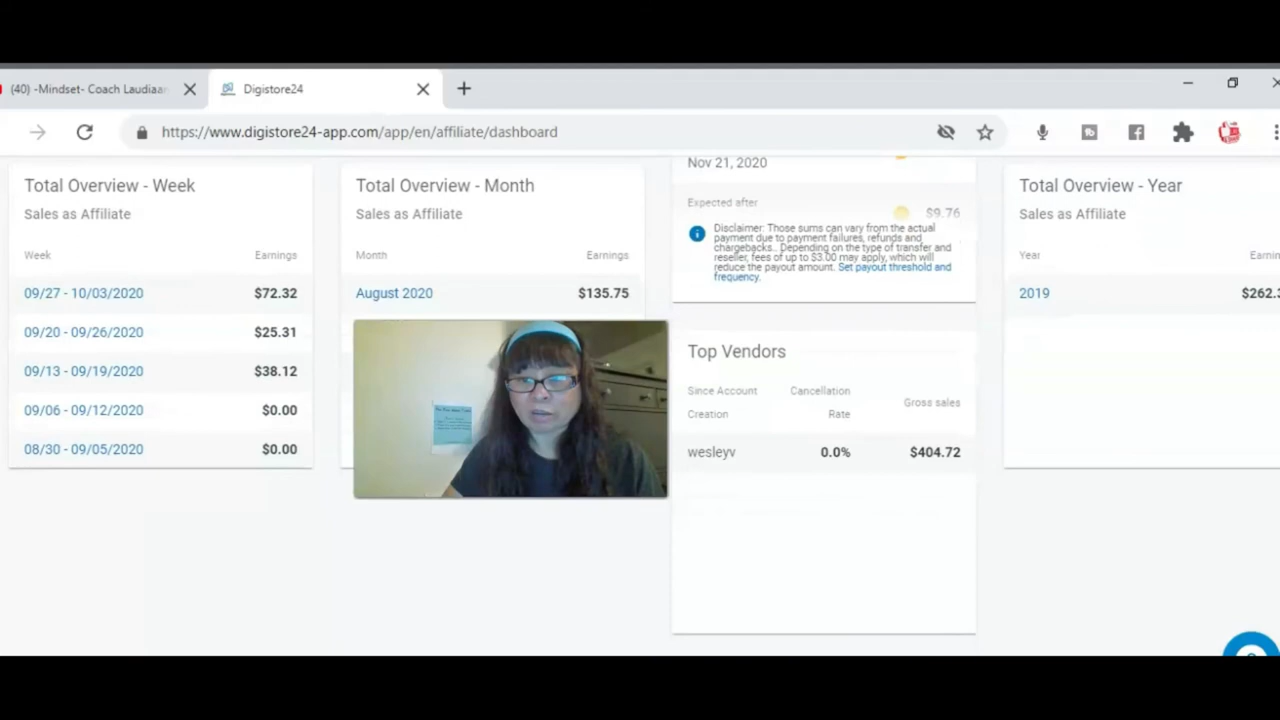 (40) -Mindset- Coach Laudiaan
Digistore24
https://www.digistore24-app.com/app/en/affiliate/dashboard
Total Overview - Week
Sales as Affiliate
Week Earnings
09/27 - 10/03/2020 $72.32
09/20 - 09/26/2020 $25.31
09/13 - 09/19/2020 $38.12
09/06 - 09/12/2020 $0.00
08/30 - 09/05/2020 $0.00
Total Overview - Month
Sales as Affiliate
Month Earnings
August 2020 $135.75
Nov 21, 2020
Expected after $9.76
Disclaimer: Those sums can vary from the actual
payment due to payment failures, refunds and
chargebacks.. Depending on the type of transfer and
reseller, fees of up to $3.00 may apply, which will
reduce the payout amount. Set payout threshold and
frequency.
Top Vendors
Since Account Creation
Cancellation Rate
Gross sales
wesleyv 0.0% $404.72
Total Overview - Year
Sales as Affiliate
Year Earnin
2019 $262.3